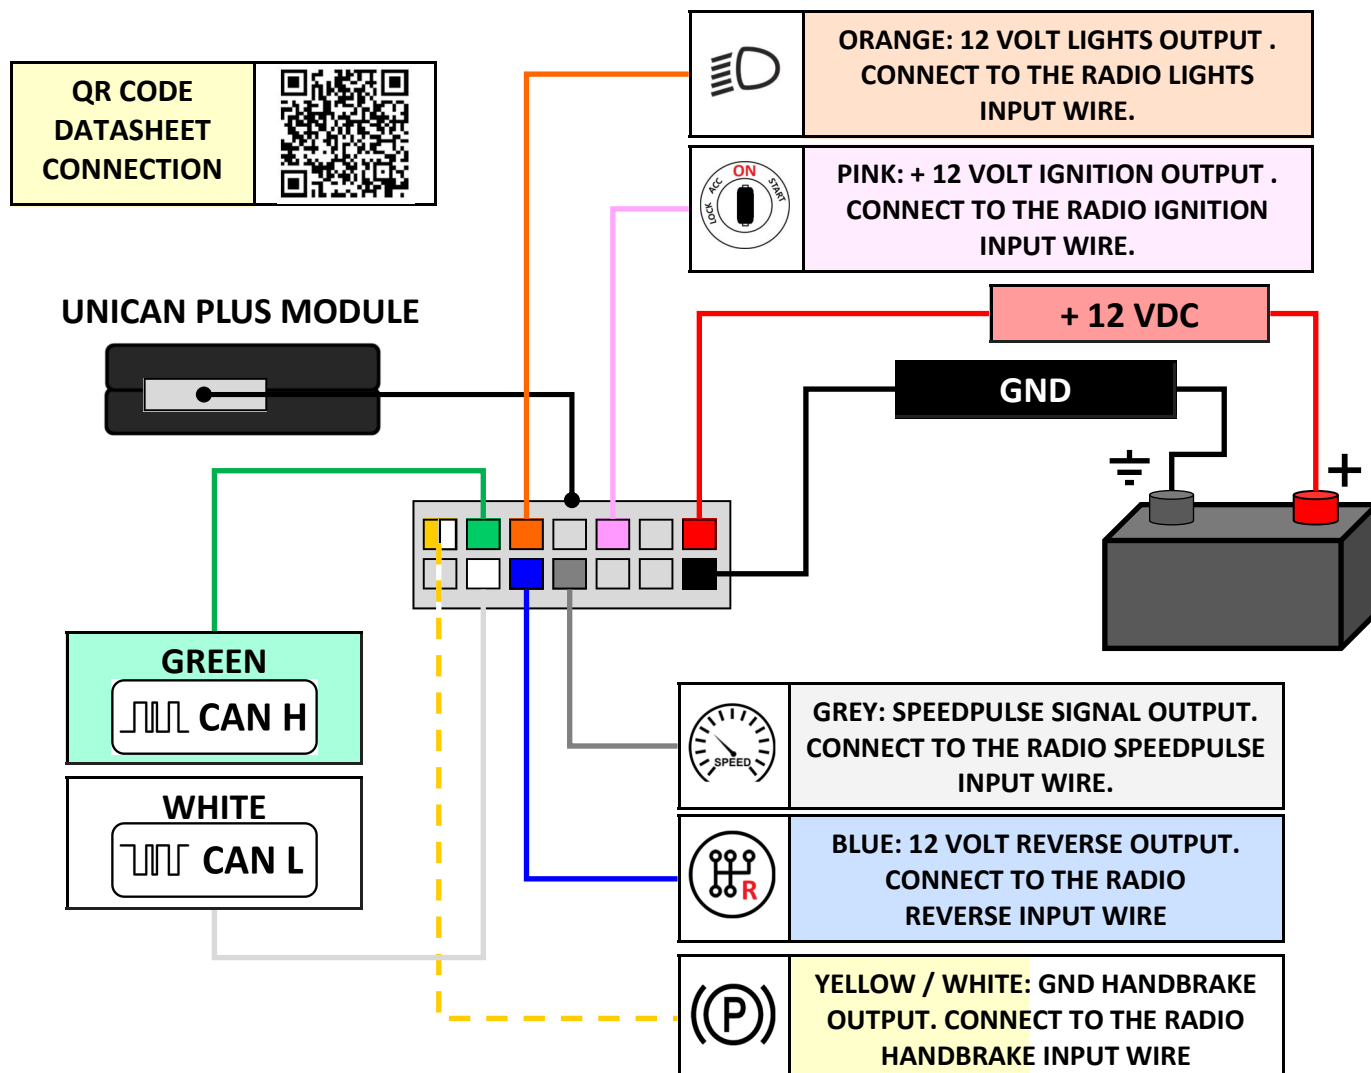 QR CODE
DATASHEET
CONNECTION
ORANGE: 12 VOLT LIGHTS OUTPUT .
CONNECT TO THE RADIO LIGHTS
INPUT WIRE.
LOCK ACC ON START
PINK: + 12 VOLT IGNITION OUTPUT .
CONNECT TO THE RADIO IGNITION
INPUT WIRE.
UNICAN PLUS MODULE
+ 12 VDC
GND
+
GREEN
CAN H
WHITE
CAN L
SPEED
GREY: SPEEDPULSE SIGNAL OUTPUT.
CONNECT TO THE RADIO SPEEDPULSE
INPUT WIRE.
R
BLUE: 12 VOLT REVERSE OUTPUT.
CONNECT TO THE RADIO
REVERSE INPUT WIRE
(P)
YELLOW / WHITE: GND HANDBRAKE
OUTPUT. CONNECT TO THE RADIO
HANDBRAKE INPUT WIRE